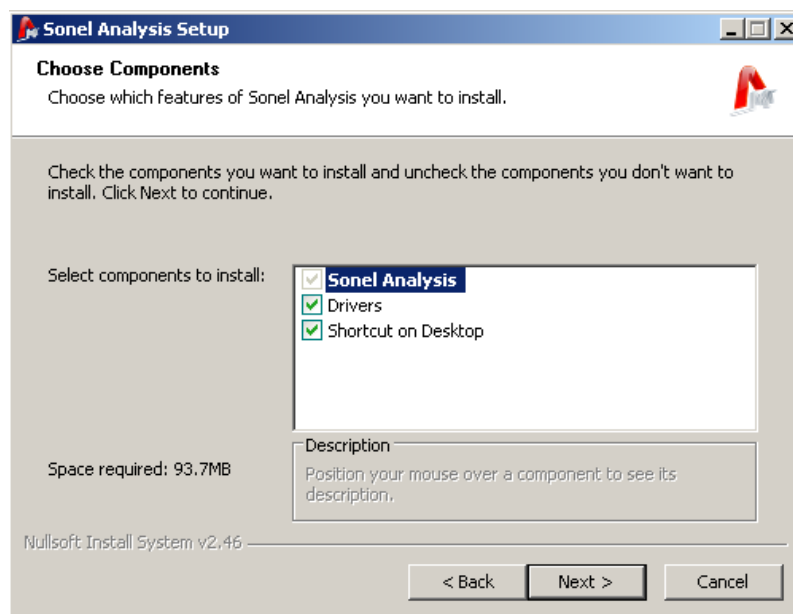 Sonel Analysis Setup
Choose Components
Choose which features of Sonel Analysis you want to install.
Check the components you want to install and uncheck the components you don't want to
install. Click Next to continue.
Select components to install:
Sonel Analysis
Drivers
Shortcut on Desktop
Space required: 93.7MB
Description
Position your mouse over a component to see its
description.
Nullsoft Install System v2.46
< Back
Next >
Cancel